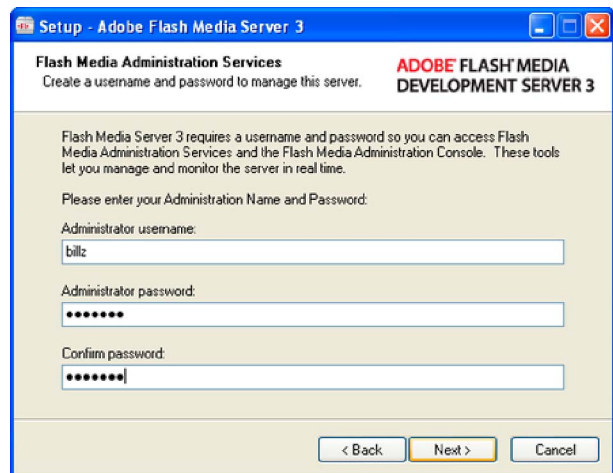 Setup - Adobe Flash Media Server 3
Flash Media Administration Services
Create a username and password to manage this server.
ADOBE® FLASH® MEDIA
DEVELOPMENT SERVER 3
Flash Media Server 3 requires a username and password so you can access Flash
Media Administration Services and the Flash Media Administration Console. These tools
let you manage and monitor the server in real time.
Please enter your Administration Name and Password:
Administrator username:
billz
Administrator password:
•••••••
Confirm password:
•••••••
< Back
Next >
Cancel